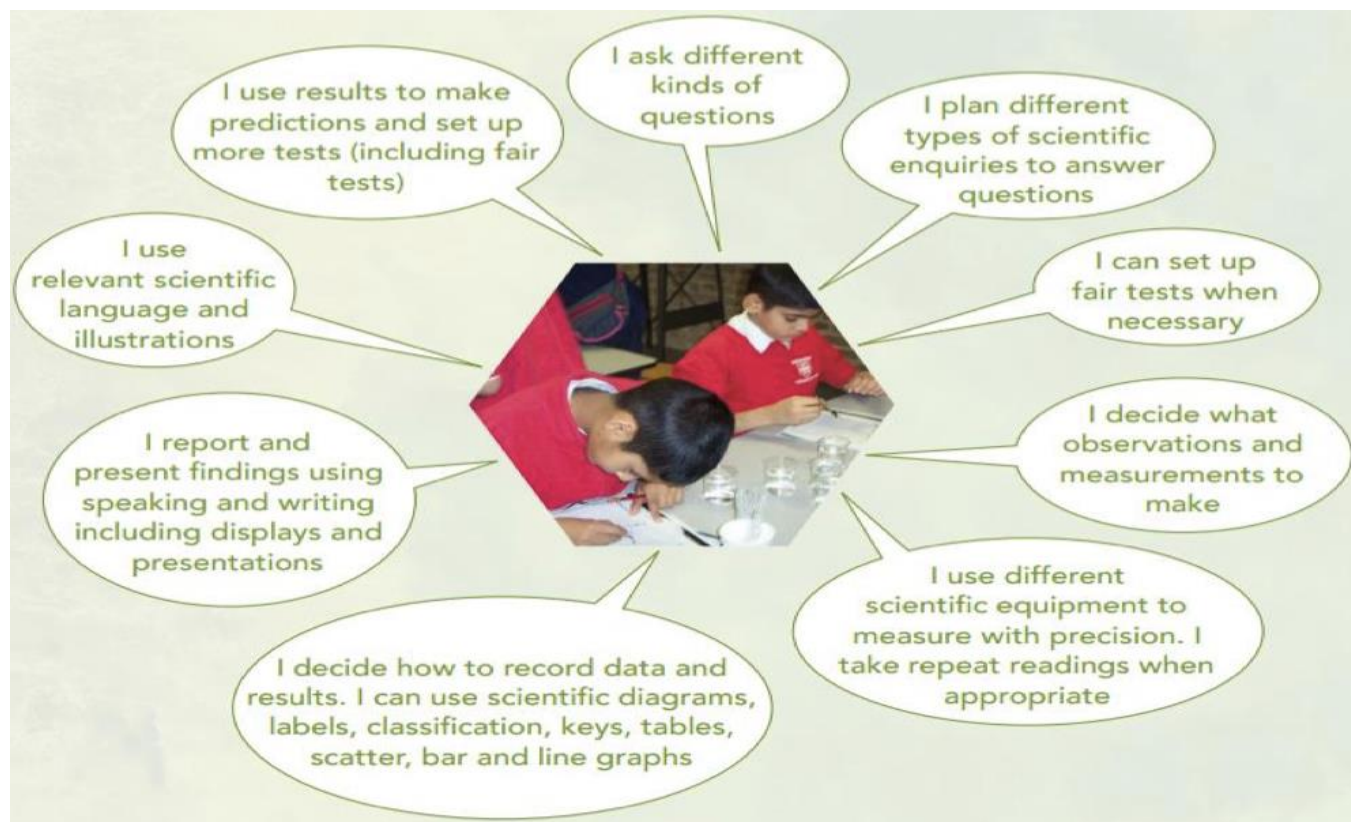 I ask different
kinds of
questions
I plan different
types of scientific
enquiries to answer
questions
I can set up
fair tests when
necessary
I decide what
observations and
measurements to
make
I use different
scientific equipment to
measure with precision. I
take repeat readings when
appropriate
I decide how to record data and
results. I can use scientific diagrams,
labels, classification, keys, tables,
scatter, bar and line graphs
I report and
present findings using
speaking and writing
including displays and
presentations
I use
relevant scientific
language and
illustrations
I use results to make
predictions and set up
more tests (including fair
tests)